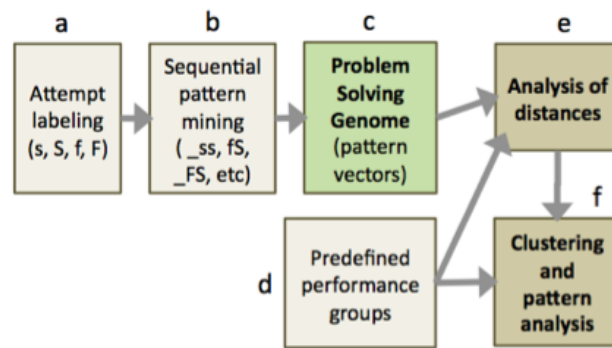 a
b
c
e
Attempt
labeling
(s, S, f, F)
Sequential
pattern
mining
( _ss, fS,
_FS, etc)
Problem
Solving
Genome
(pattern
vectors)
Analysis of
distances
d
Predefined
performance
groups
f
Clustering
and
pattern
analysis